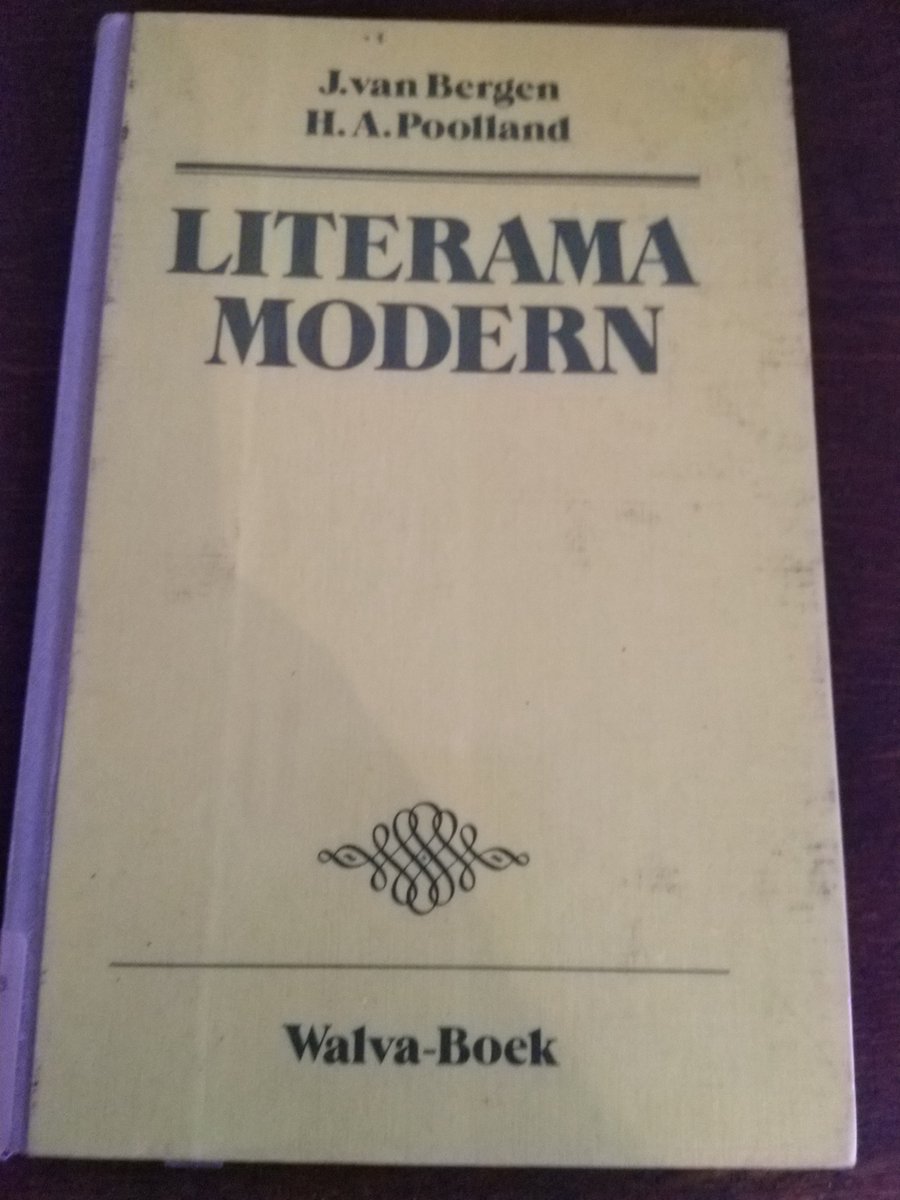 J. van Bergen
H. A. Poolland
LITERAMA
MODERN
Walva-Boek